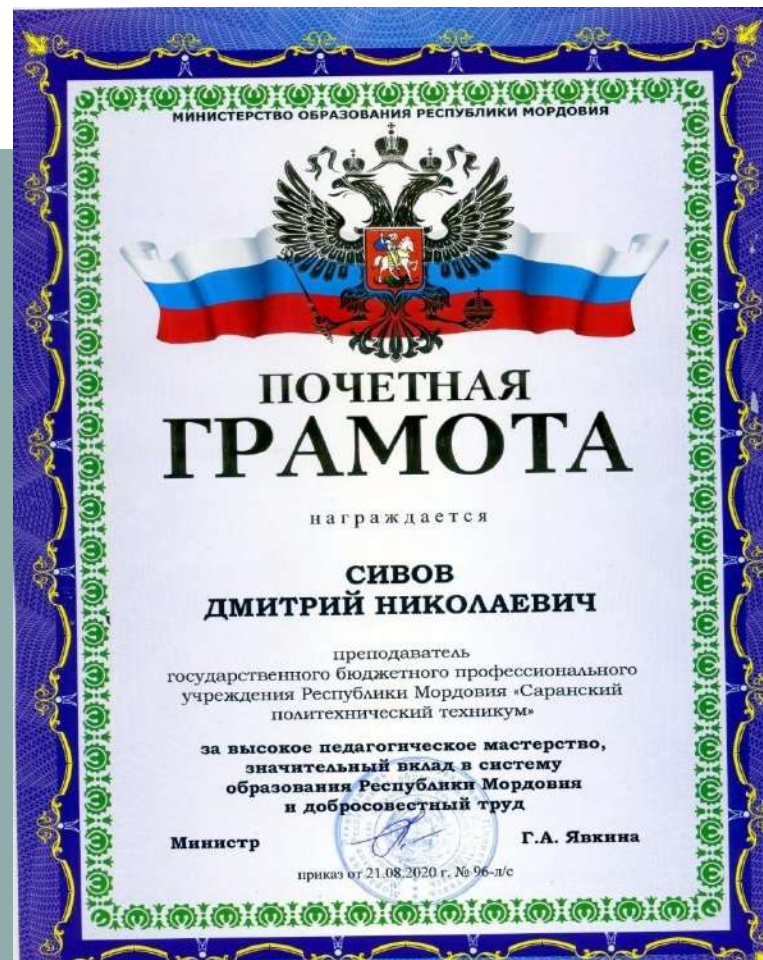 МИНИСТЕРСТВО ОБРАЗОВАНИЯ РЕСПУБЛИКИ МОРДОВИЯ
ПОЧЕТНАЯ
ГРАМОТА
награждается
СИВОВ
ДМИТРИЙ НИКОЛАЕВИЧ
преподаватель
государственного бюджетного профессионального
учреждения Республики Мордовия «Саранский
политехнический техникум»
за высокое педагогическое мастерство,
значительный вклад в систему
образования Республики Мордовия
и добросовестный труд
Министр Г.А. Явкина
приказ от 21.08.2020 г. № 96-л/с